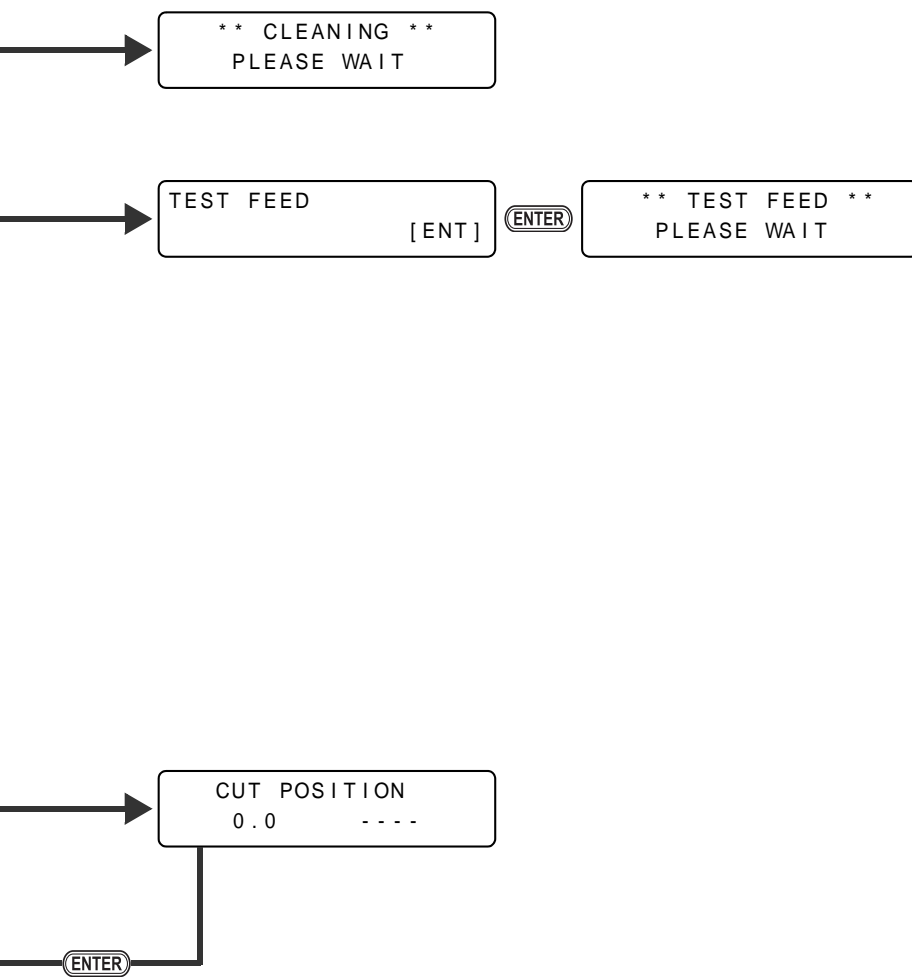 ** CLEANING **
PLEASE WAIT
TEST FEED
[ENT]
ENTER
** TEST FEED **
PLEASE WAIT
CUT POSITION
0.0 ----
ENTER